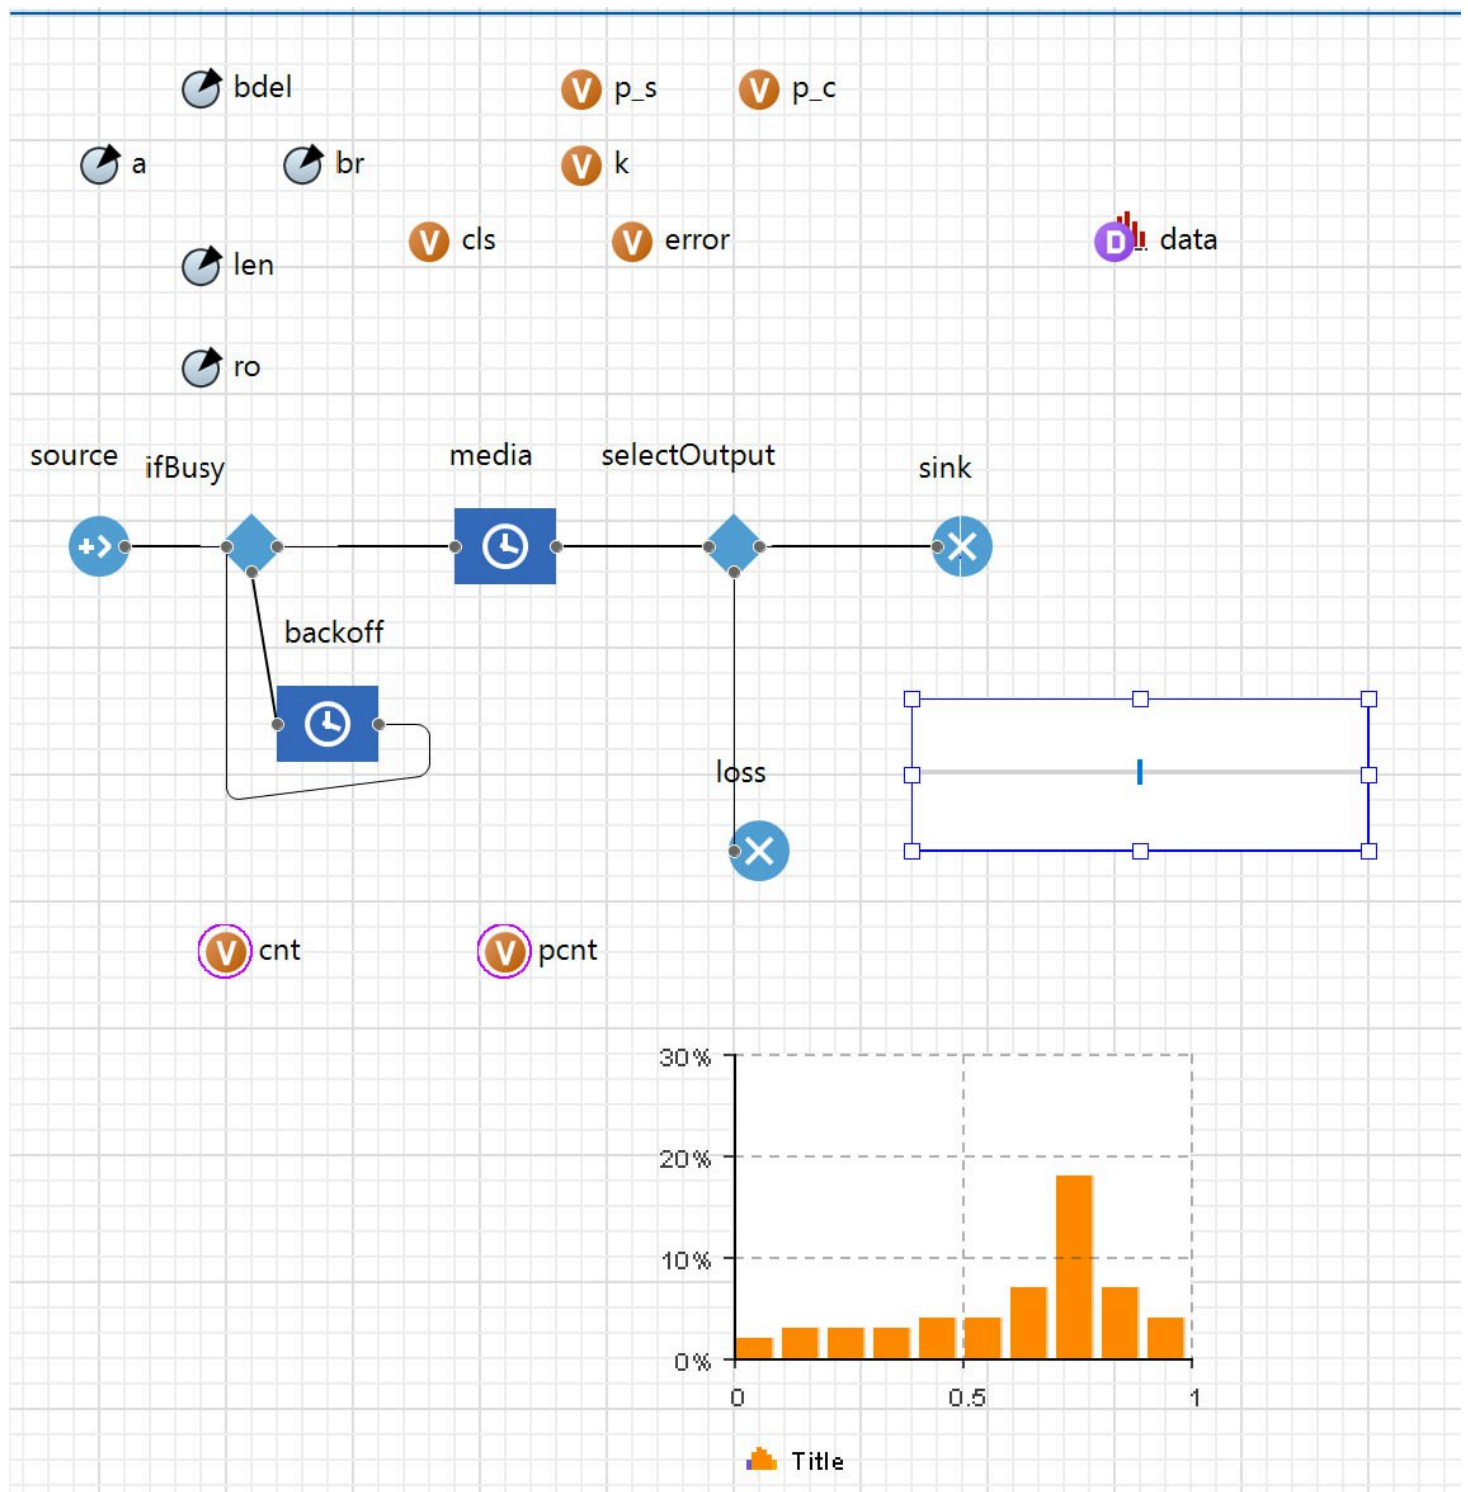 bdel
p_s
p_c
a
br
k
cls
error
data
len
ro
source
ifBusy
media
selectOutput
sink
backoff
loss
cnt
pcnt
30%
20%
10%
0%
0
0.5
1
Title